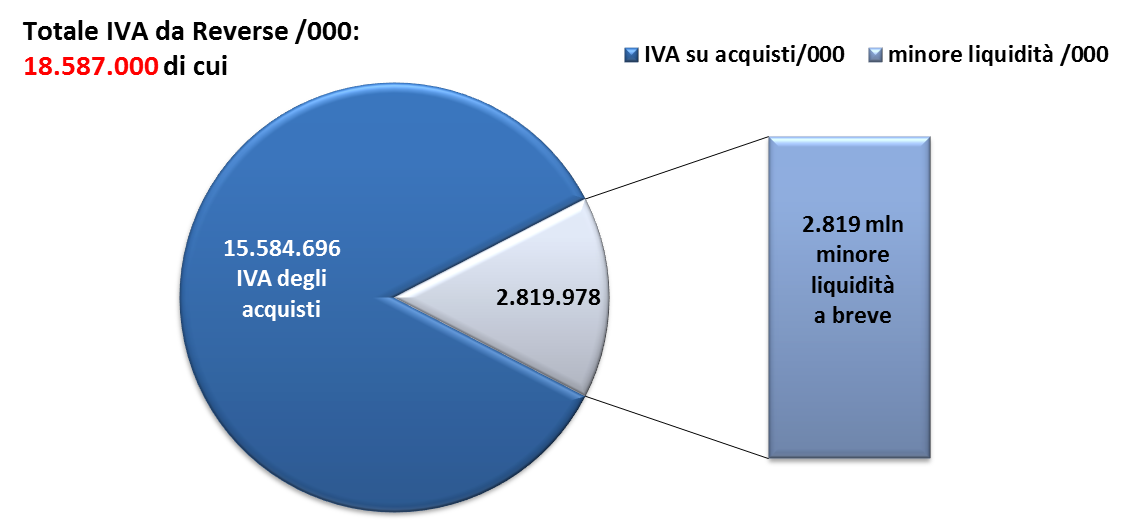 Totale IVA da Reverse /000:
18.587.000 di cui
IVA su acquisti/000
minore liquidità /000
15.584.696
IVA degli
acquisti
2.819.978
2.819 mln
minore
liquidità
a breve